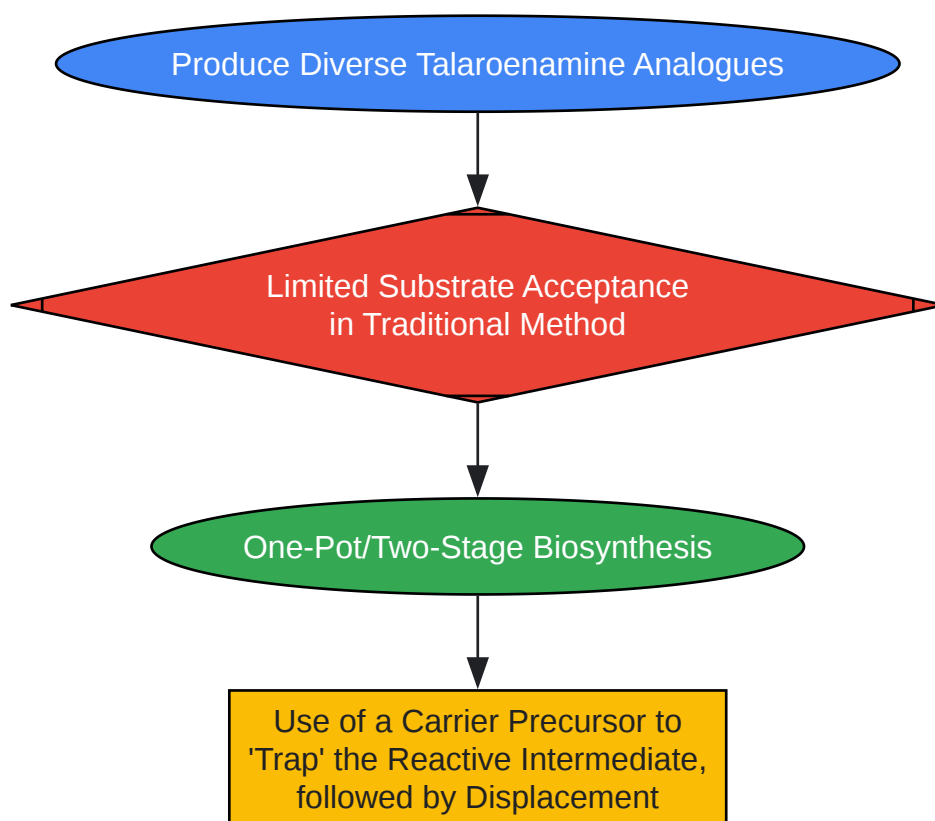 Produce Diverse Talaroenamine Analogues
Limited Substrate Acceptance
in Traditional Method
One-Pot/Two-Stage Biosynthesis
Use of a Carrier Precursor to
'Trap' the Reactive Intermediate,
followed by Displacement